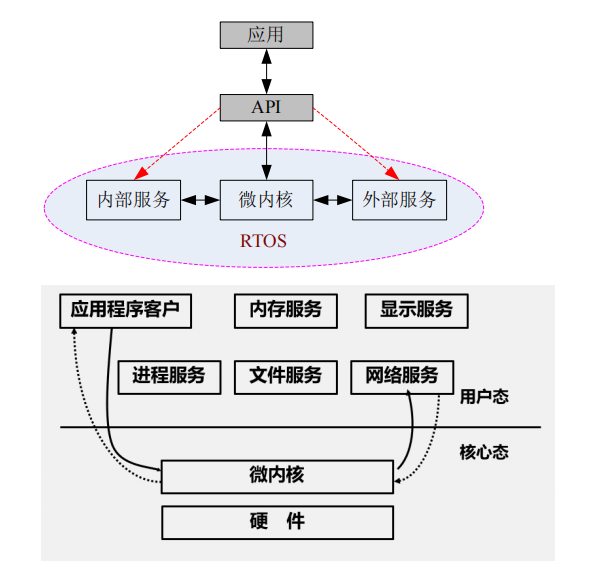 应用
API
内部服务
微内核
外部服务
RTOS
应用程序客户
内存服务
显示服务
进程服务
文件服务
网络服务
用户态
核心态
微内核
硬 件